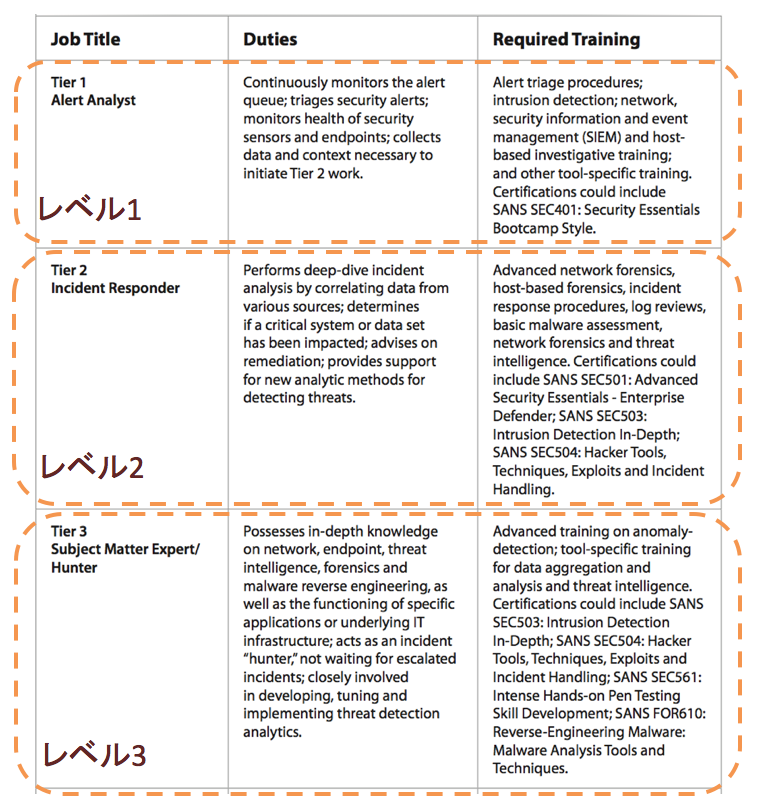 Job Title
Duties
Required Training
Tier 1
Alert Analyst
レベル1
Continuously monitors the alert
queue; triages security alerts;
monitors health of security
sensors and endpoints; collects
data and context necessary to
initiate Tier 2 work.
Alert triage procedures;
intrusion detection; network,
security information and event
management (SIEM) and host-
based investigative training;
and other tool-specific training.
Certifications could include
SANS SEC401: Security Essentials
Bootcamp Style.
Tier 2
Incident Responder
レベル2
Performs deep-dive incident
analysis by correlating data from
various sources; determines
if a critical system or data set
has been impacted; advises on
remediation; provides support
for new analytic methods for
detecting threats.
Advanced network forensics,
host-based forensics, incident
response procedures, log reviews,
basic malware assessment,
network forensics and threat
intelligence. Certifications could
include SANS SEC501: Advanced
Security Essentials - Enterprise
Defender; SANS SEC503:
Intrusion Detection In-Depth;
SANS SEC504: Hacker Tools,
Techniques, Exploits and Incident
Handling.
Tier 3
Subject Matter Expert/
Hunter
レベル3
Possesses in-depth knowledge
on network, endpoint, threat
intelligence, forensics and
malware reverse engineering, as
well as the functioning of specific
applications or underlying IT
infrastructure; acts as an incident
“hunter,” not waiting for escalated
incidents; closely involved
in developing, tuning and
implementing threat detection
analytics.
Advanced training on anomaly-
detection; tool-specific training
for data aggregation and
analysis and threat intelligence.
Certifications could include SANS
SEC503: Intrusion Detection
In-Depth; SANS SEC504: Hacker
Tools, Techniques, Exploits and
Incident Handling; SANS SEC561:
Intense Hands-on Pen Testing
Skill Development; SANS FOR610:
Reverse-Engineering Malware:
Malware Analysis Tools and
Techniques.